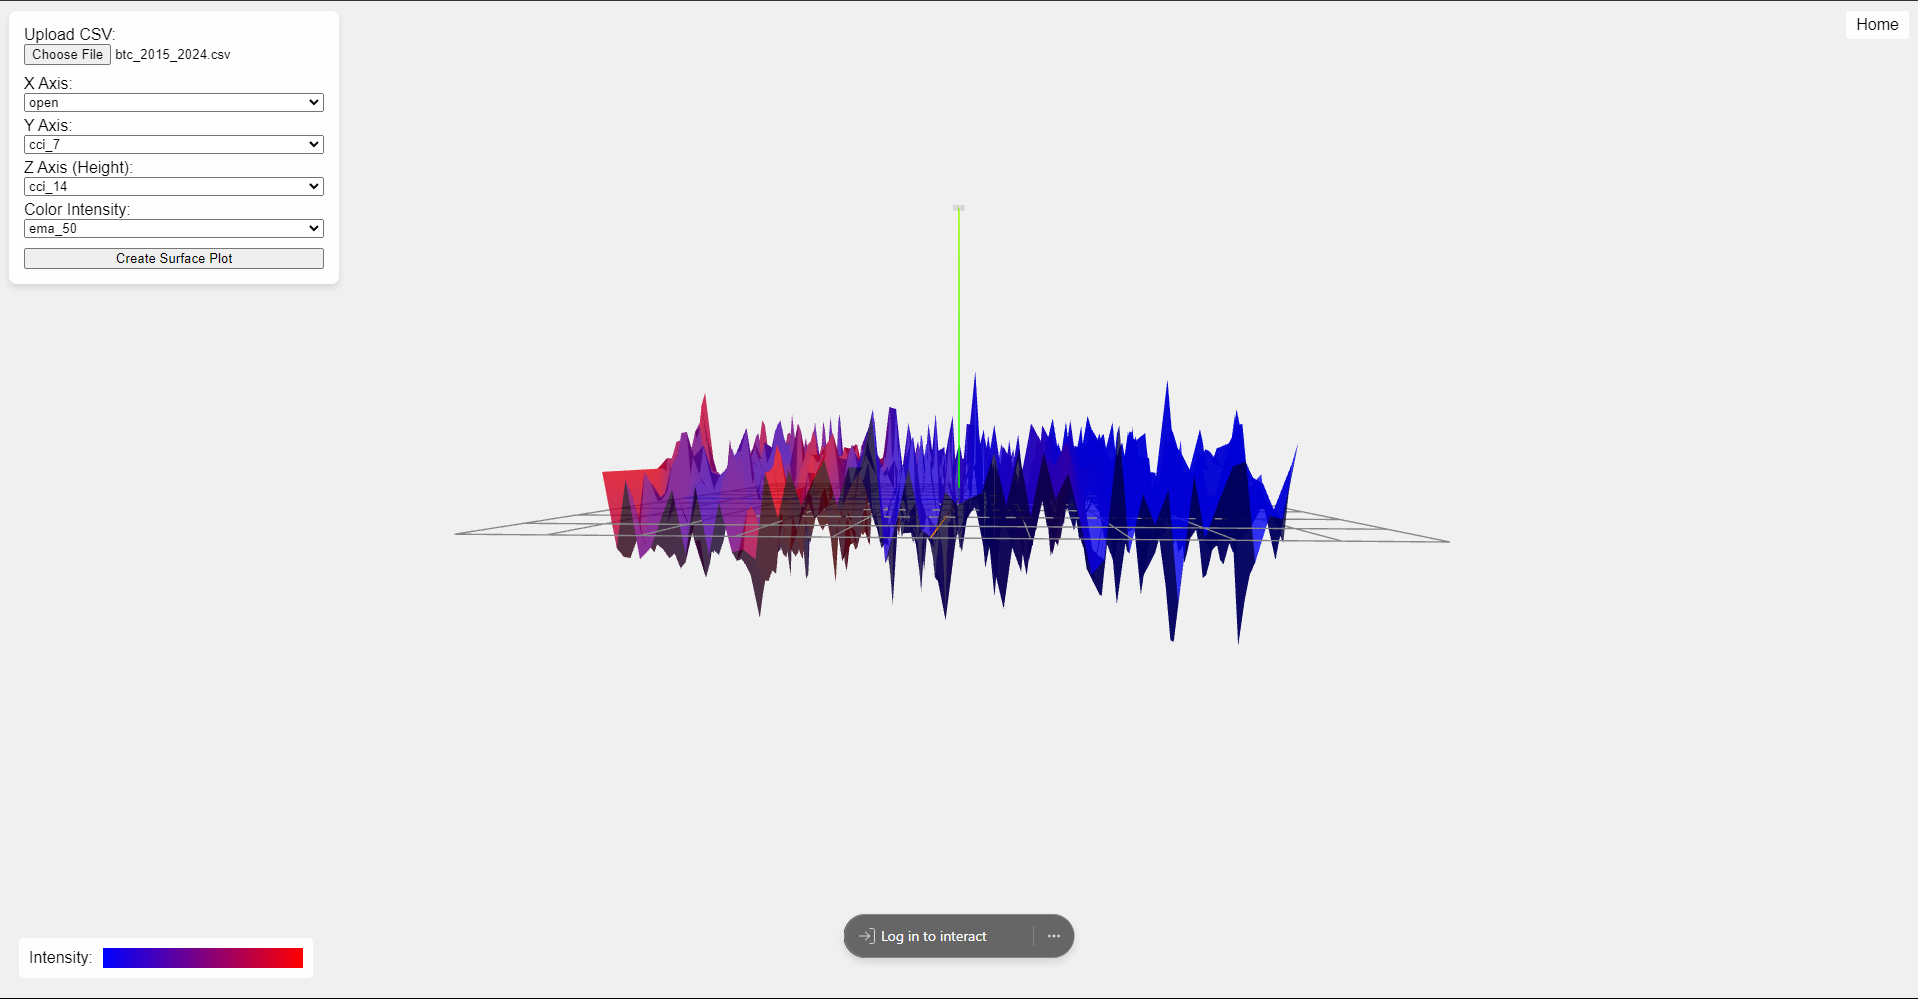 Upload CSV:
Choose File btc_2015_2024.csv
X Axis:
open
Y Axis:
cci_7
Z Axis (Height):
cci_14
Color Intensity:
ema_50
Create Surface Plot
Home
Log in to interact
Intensity: